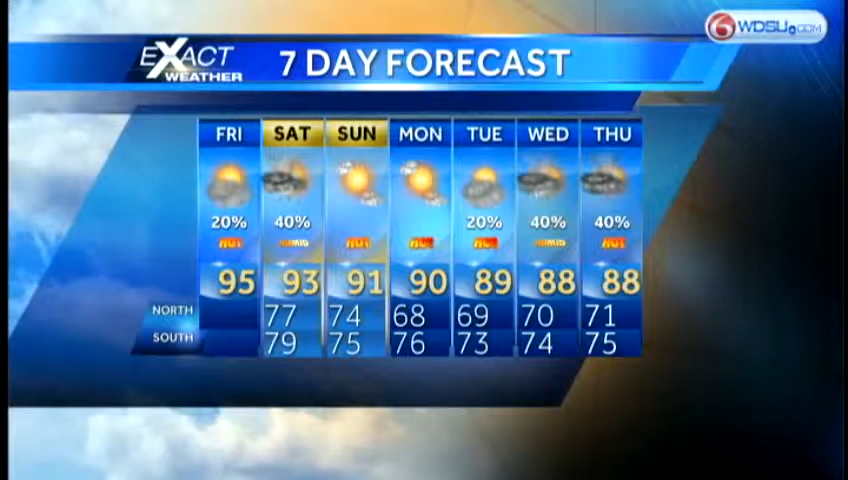 6 WDSU.COM
EXACT WEATHER 7 DAY FORECAST
FRI SAT SUN MON TUE WED THU
20% 40% 20% 40% 40%
HOT HUMID HOT HOT HOT HUMID HOT
95 93 91 90 89 88 88
NORTH 77 74 68 69 70 71
SOUTH 79 75 76 73 74 75